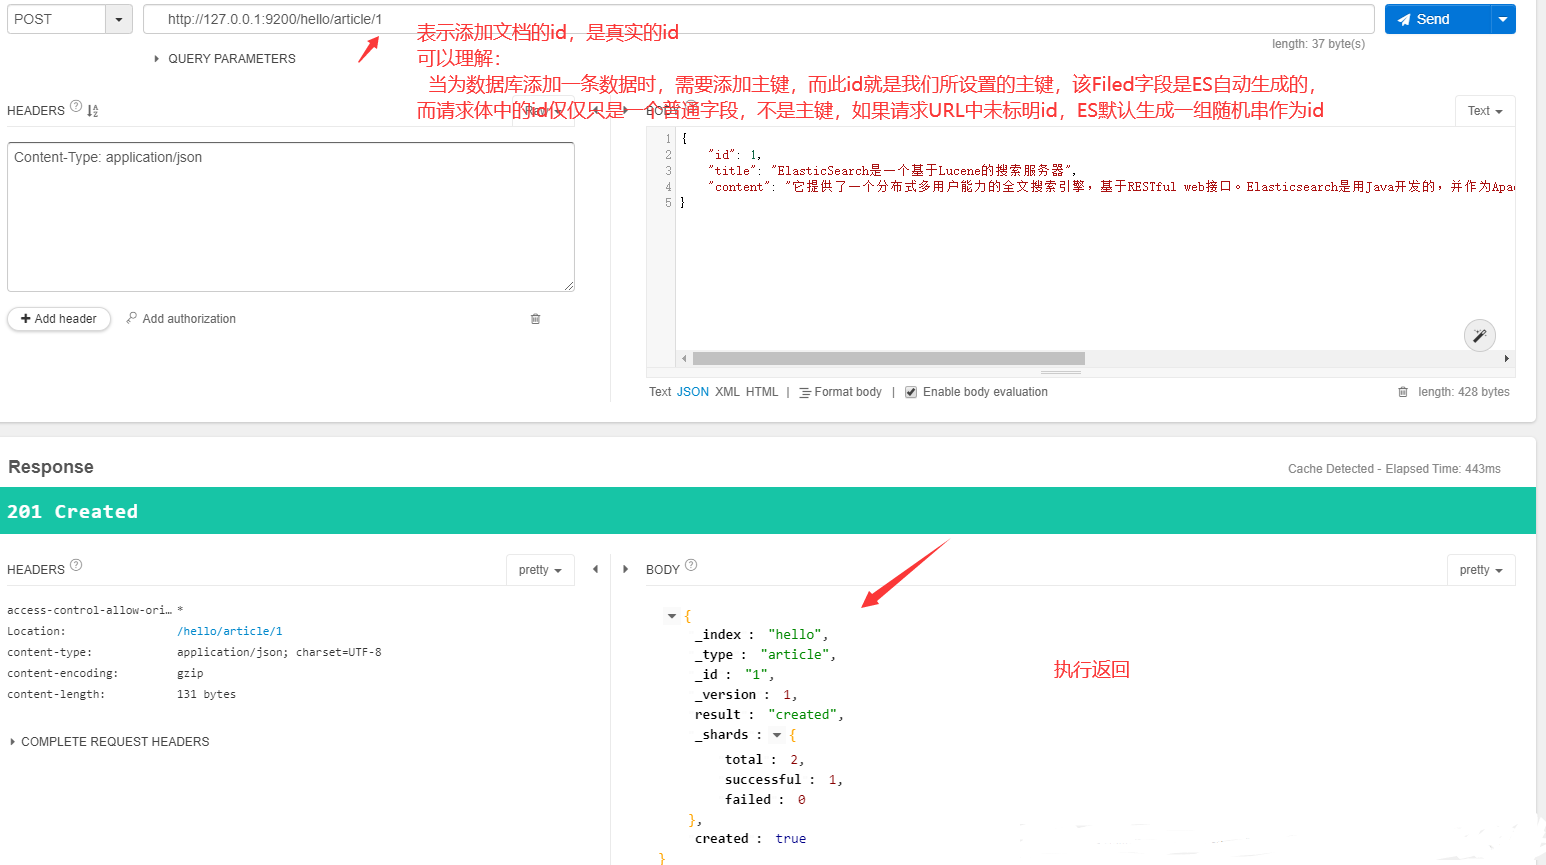 POST
http://127.0.0.1:9200/hello/article/1
Send
length: 37 byte(s)
QUERY PARAMETERS
表示添加文档的id，是真实的id
可以理解：
当为数据库添加一条数据时，需要添加主键，而此id就是我们所设置的主键，该Filed字段是ES自动生成的，
而请求体中的id仅仅只是一个普通字段，不是主键，如果请求URL中未标明id，ES默认生成一组随机串作为id
HEADERS ?
BODY
Text
Content-Type: application/json
1 {
2 "id": 1,
3 "title": "ElasticSearch是一个基于Lucene的搜索服务器",
4 "content": "它提供了一个分布式多用户能力的全文搜索引擎，基于RESTful web接口。Elasticsearch是用Java开发的，并作为Apac
5 }
Add header
Add authorization
Text JSON XML HTML | Format body | Enable body evaluation
length: 428 bytes
Response
Cache Detected - Elapsed Time: 443ms
201 Created
HEADERS ?
pretty
BODY ?
pretty
access-control-allow-ori… *
Location: /hello/article/1
content-type: application/json; charset=UTF-8
content-encoding: gzip
content-length: 131 bytes
COMPLETE REQUEST HEADERS
{
_index : "hello",
_type : "article",
_id : "1",
执行返回
_version : 1,
result : "created",
_shards : {
total : 2,
successful : 1,
failed : 0
},
created : true
}